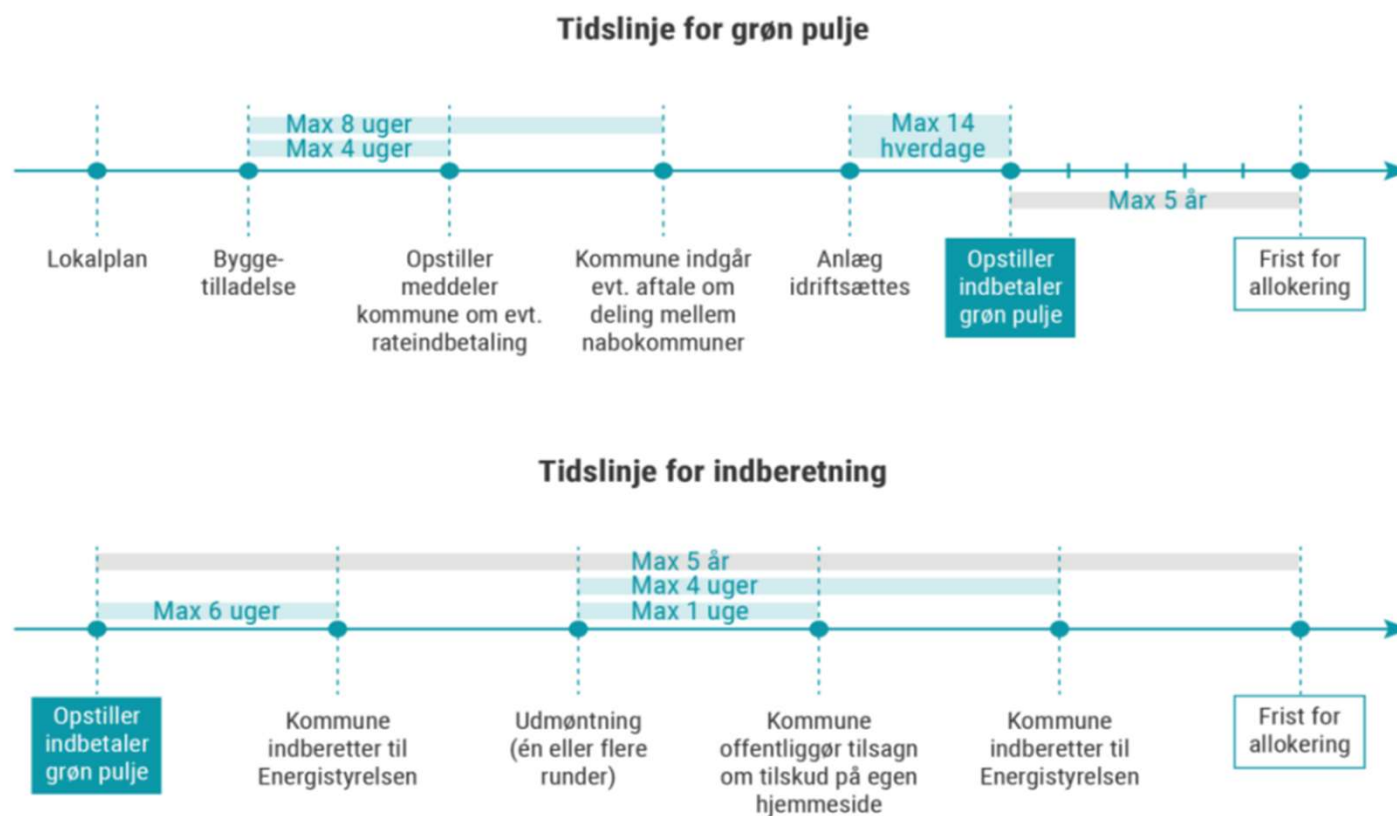 Tidslinje for grøn pulje
Max 8 uger
Max 4 uger
Max 14
hverdage
Max 5 år
Lokalplan
Bygge-
tilladelse
Opstiller
meddeler
kommune om evt.
rateindbetaling
Kommune indgår
evt. aftale om
deling mellem
nabokommuner
Anlæg
idriftsættes
Opstiller
indbetaler
grøn pulje
Frist for
allokering
Tidslinje for indberetning
Max 5 år
Max 4 uger
Max 6 uger
Max 1 uge
Opstiller
indbetaler
grøn pulje
Kommune
indberetter til
Energistyrelsen
Udmøntning
(én eller flere
runder)
Kommune
offentliggør tilsagn
om tilskud på egen
hjemmeside
Kommune
indberetter til
Energistyrelsen
Frist for
allokering